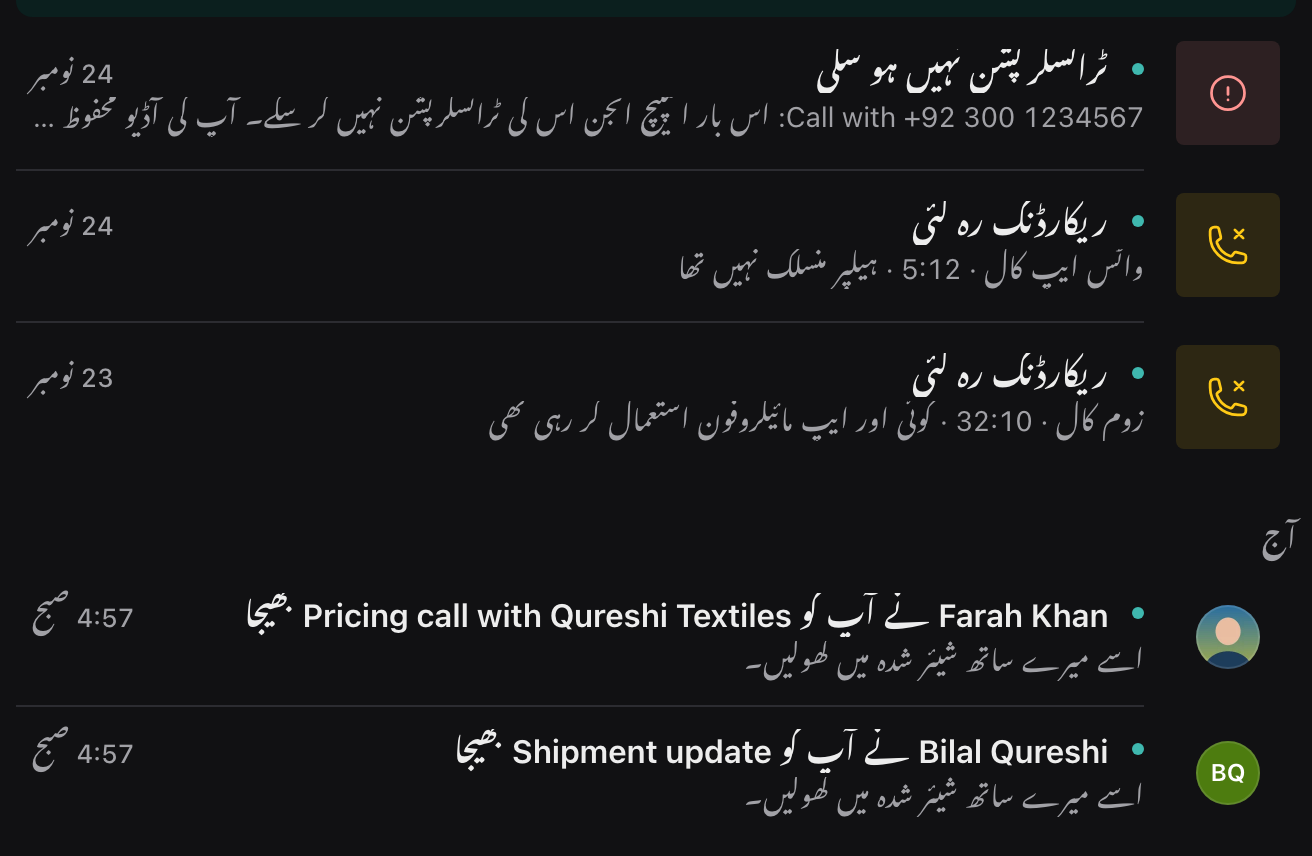 ٹرانسکرپشن نہیں ہو سکی
24 نومبر
Call with +92 300 1234567: اس بار اسپیچ انجن اس کی ٹرانسکرپشن نہیں کر سکا۔ آپ کی آڈیو محفوظ ...
ریکارڈنگ رہ گئی
24 نومبر
واٹس ایپ کال · 5:12 · ہیلپر منسلک نہیں تھا
ریکارڈنگ رہ گئی
23 نومبر
زوم کال · 32:10 · کوئی اور ایپ مائیکروفون استعمال کر رہی تھی
آج
Farah Khan نے آپ کو Pricing call with Qureshi Textiles بھیجا
4:57 صبح
اسے میرے ساتھ شیئر شدہ میں کھولیں۔
BQ
Bilal Qureshi نے آپ کو Shipment update بھیجا
4:57 صبح
اسے میرے ساتھ شیئر شدہ میں کھولیں۔